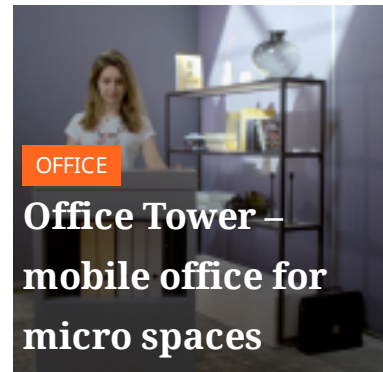 OFFICE
Office Tower –
mobile office for
micro spaces